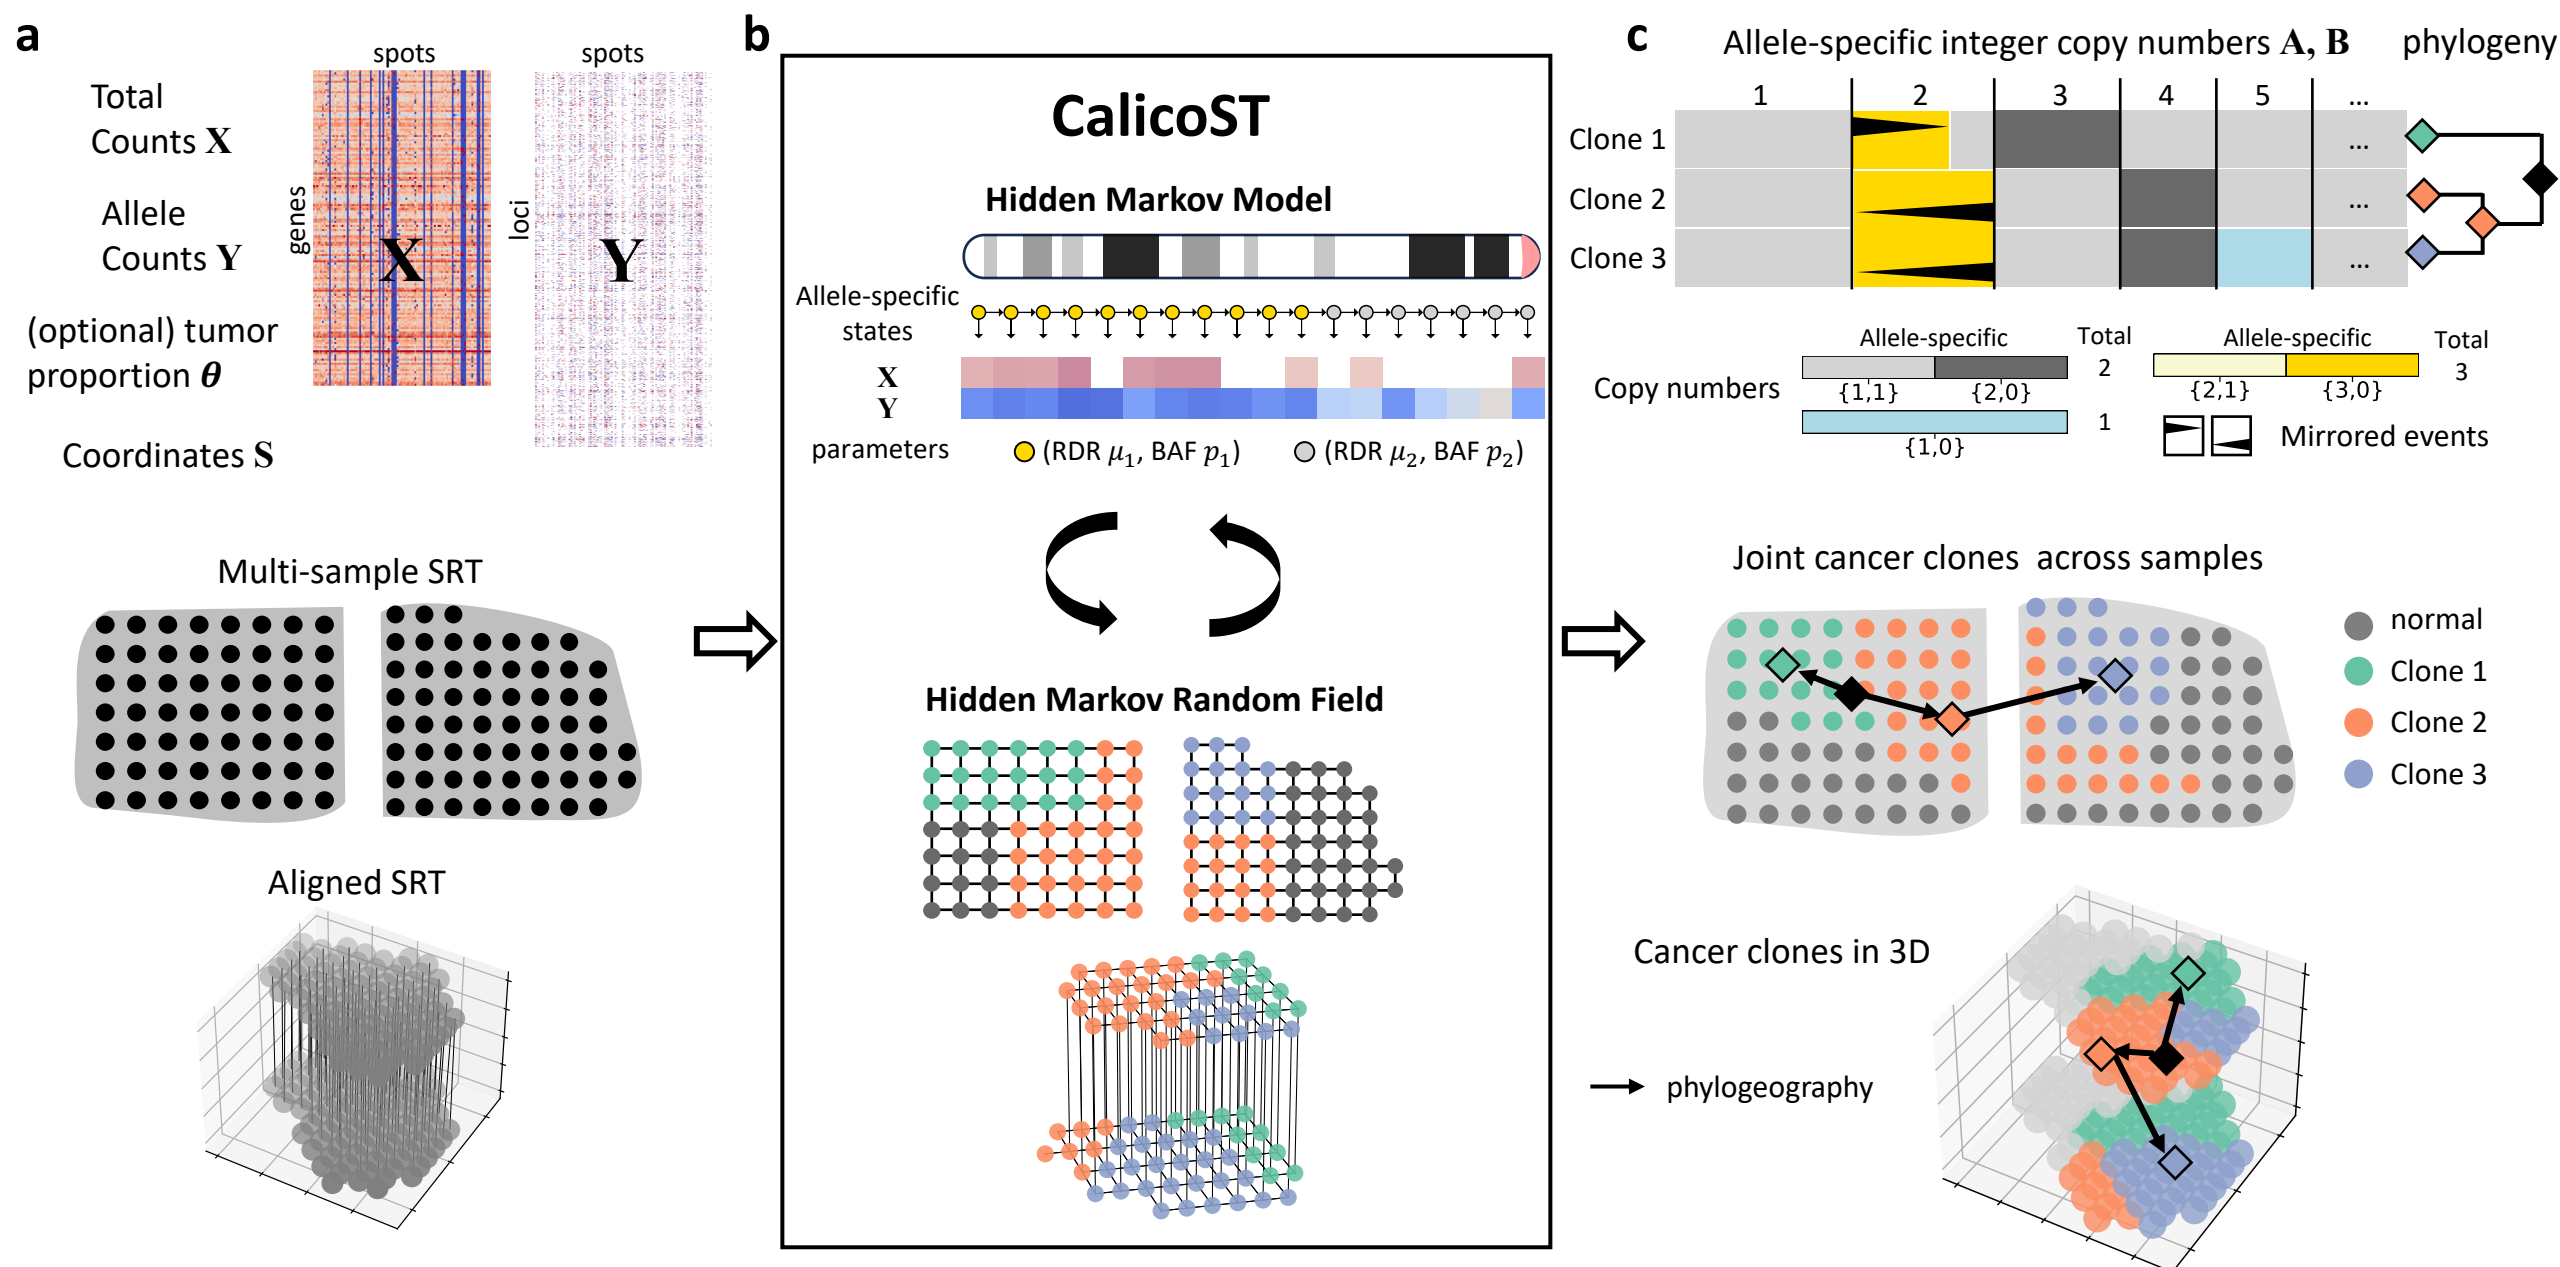 a
spots
spots
Total
Counts X
Allele
Counts Y
genes
loci
X
Y
(optional) tumor
proportion θ
Coordinates S
Multi-sample SRT
Aligned SRT
b
CalicoST
Hidden Markov Model
Allele-specific
states
X
Y
parameters
(RDR μ₁, BAF p₁)
(RDR μ₂, BAF p₂)
Hidden Markov Random Field
c
Allele-specific integer copy numbers A, B
phylogeny
1 2 3 4 5 ...
Clone 1 ...
Clone 2 ...
Clone 3 ...
Allele-specific Total
Allele-specific Total
Copy numbers
2
3
{1,1} {2,0}
{2,1} {3,0}
1
{1,0}
Mirrored events
Joint cancer clones across samples
normal
Clone 1
Clone 2
Clone 3
Cancer clones in 3D
phylogeography